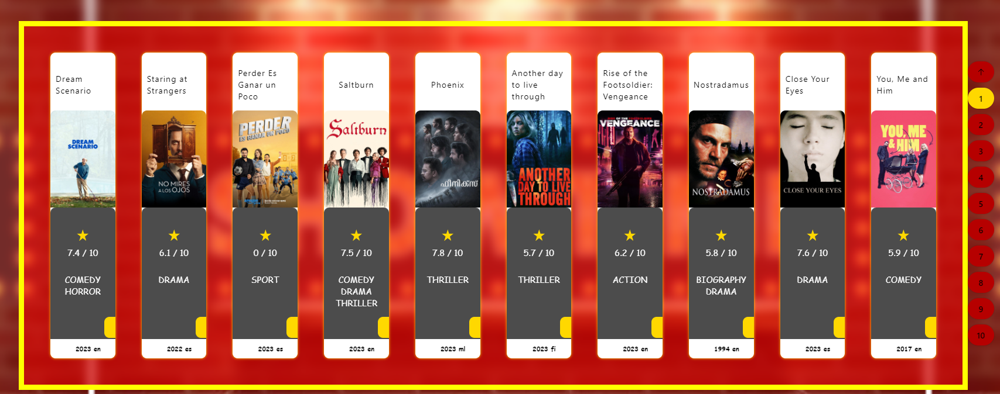 Dream
Scenario
Staring at
Strangers
Perder Es
Ganar un
Poco
Saltburn
Phoenix
Another day
to live
through
Rise of the
Footsoldier:
Vengeance
Nostradamus
Close Your
Eyes
You, Me and
Him
DREAM
SCENARIO
NO MIRES
A LOS OJOS
PERDER
ES GANAR UN POCO
Saltburn
ഫീനിക്സ്
ANOTHER
DAY TO LIVE
THROUGH
RISE OF THE FOOTSOLDIER
VENGEANCE
NOSTRADAMUS
CLOSE YOUR EYES
YOU, ME
& HIM
★
7.4 / 10
COMEDY
HORROR
★
6.1 / 10
DRAMA
★
0 / 10
SPORT
★
7.5 / 10
COMEDY
DRAMA
THRILLER
★
7.8 / 10
THRILLER
★
5.7 / 10
THRILLER
★
6.2 / 10
ACTION
★
5.8 / 10
BIOGRAPHY
DRAMA
★
7.6 / 10
DRAMA
★
5.9 / 10
COMEDY
2023 en
2022 es
2023 es
2023 en
2023 ml
2023 fi
2023 en
1994 en
2023 es
2017 en
↑
1
2
3
4
5
6
7
8
9
10